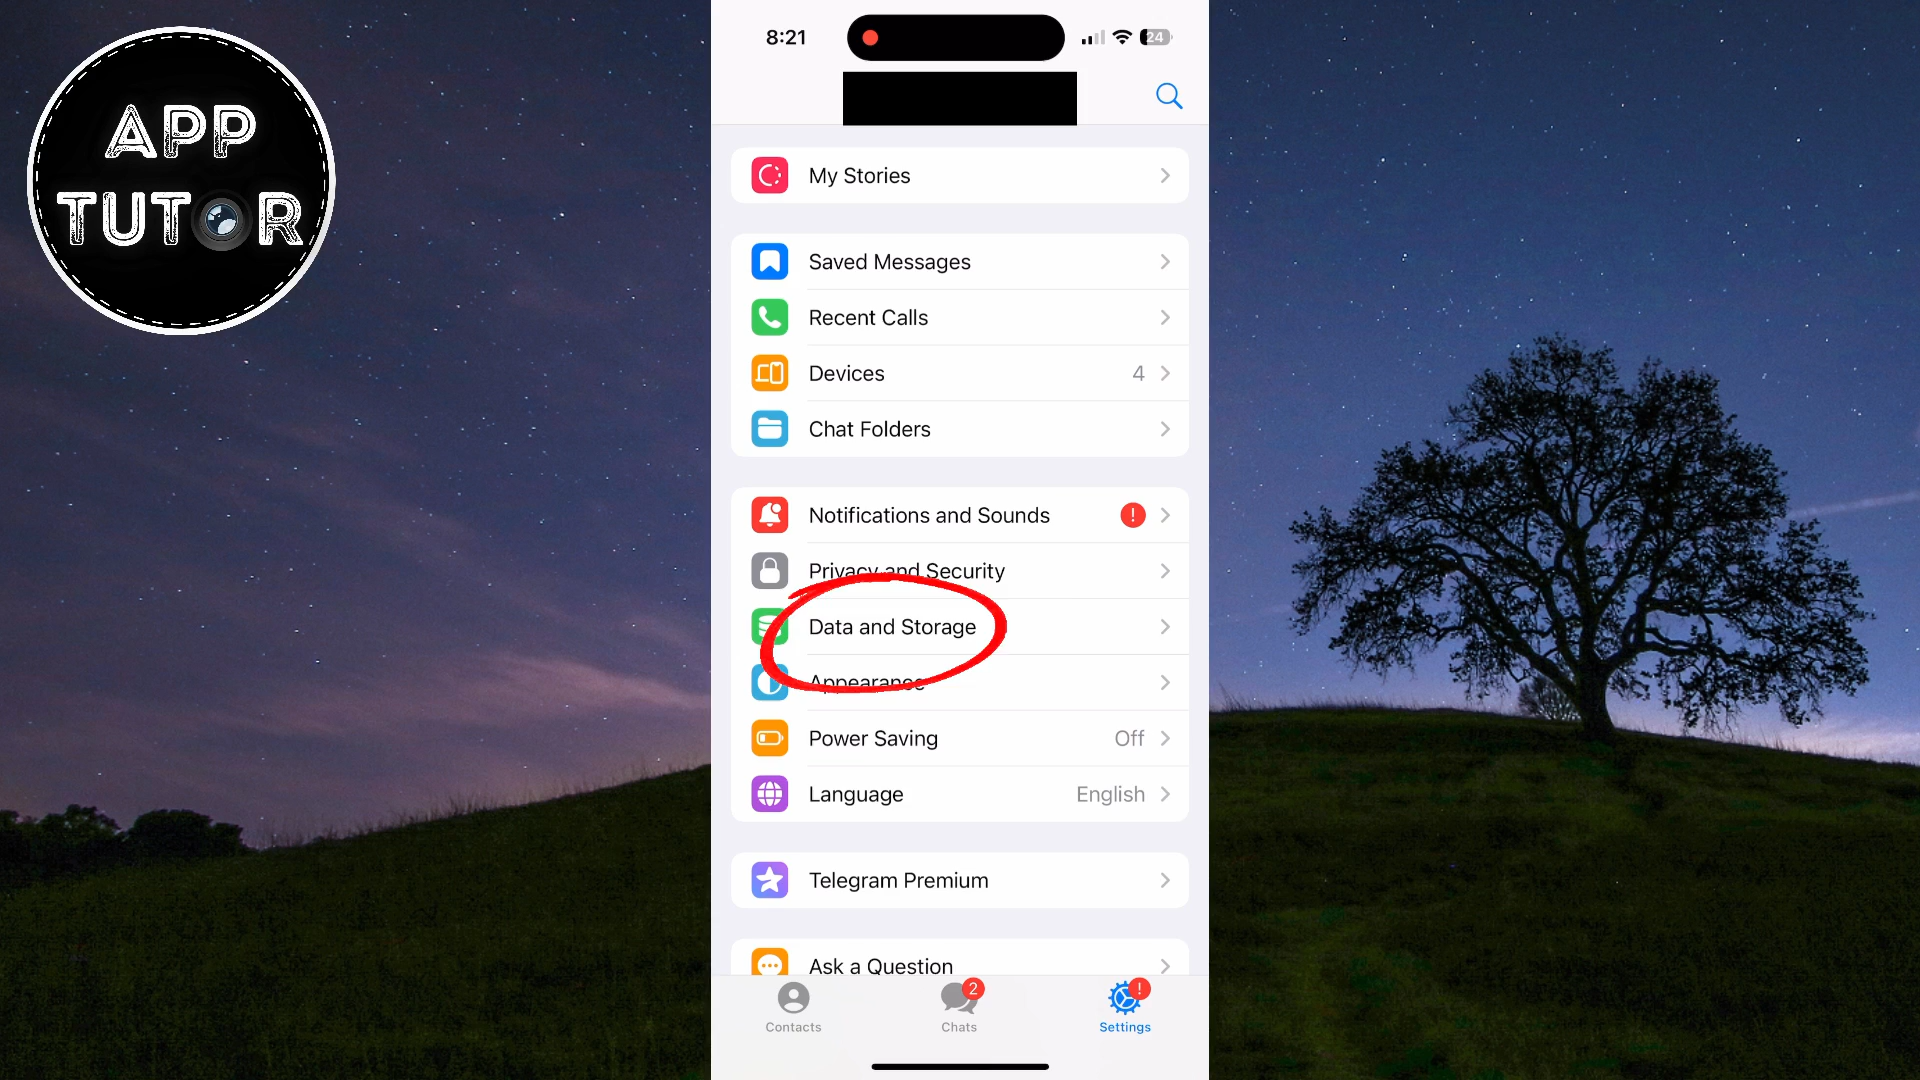 APP
TUTOR
8:21
24
My Stories
Saved Messages
Recent Calls
Devices 4
Chat Folders
Notifications and Sounds !
Privacy and Security
Data and Storage
Appearance
Power Saving Off
Language English
Telegram Premium
Ask a Question
2 !
Contacts Chats Settings